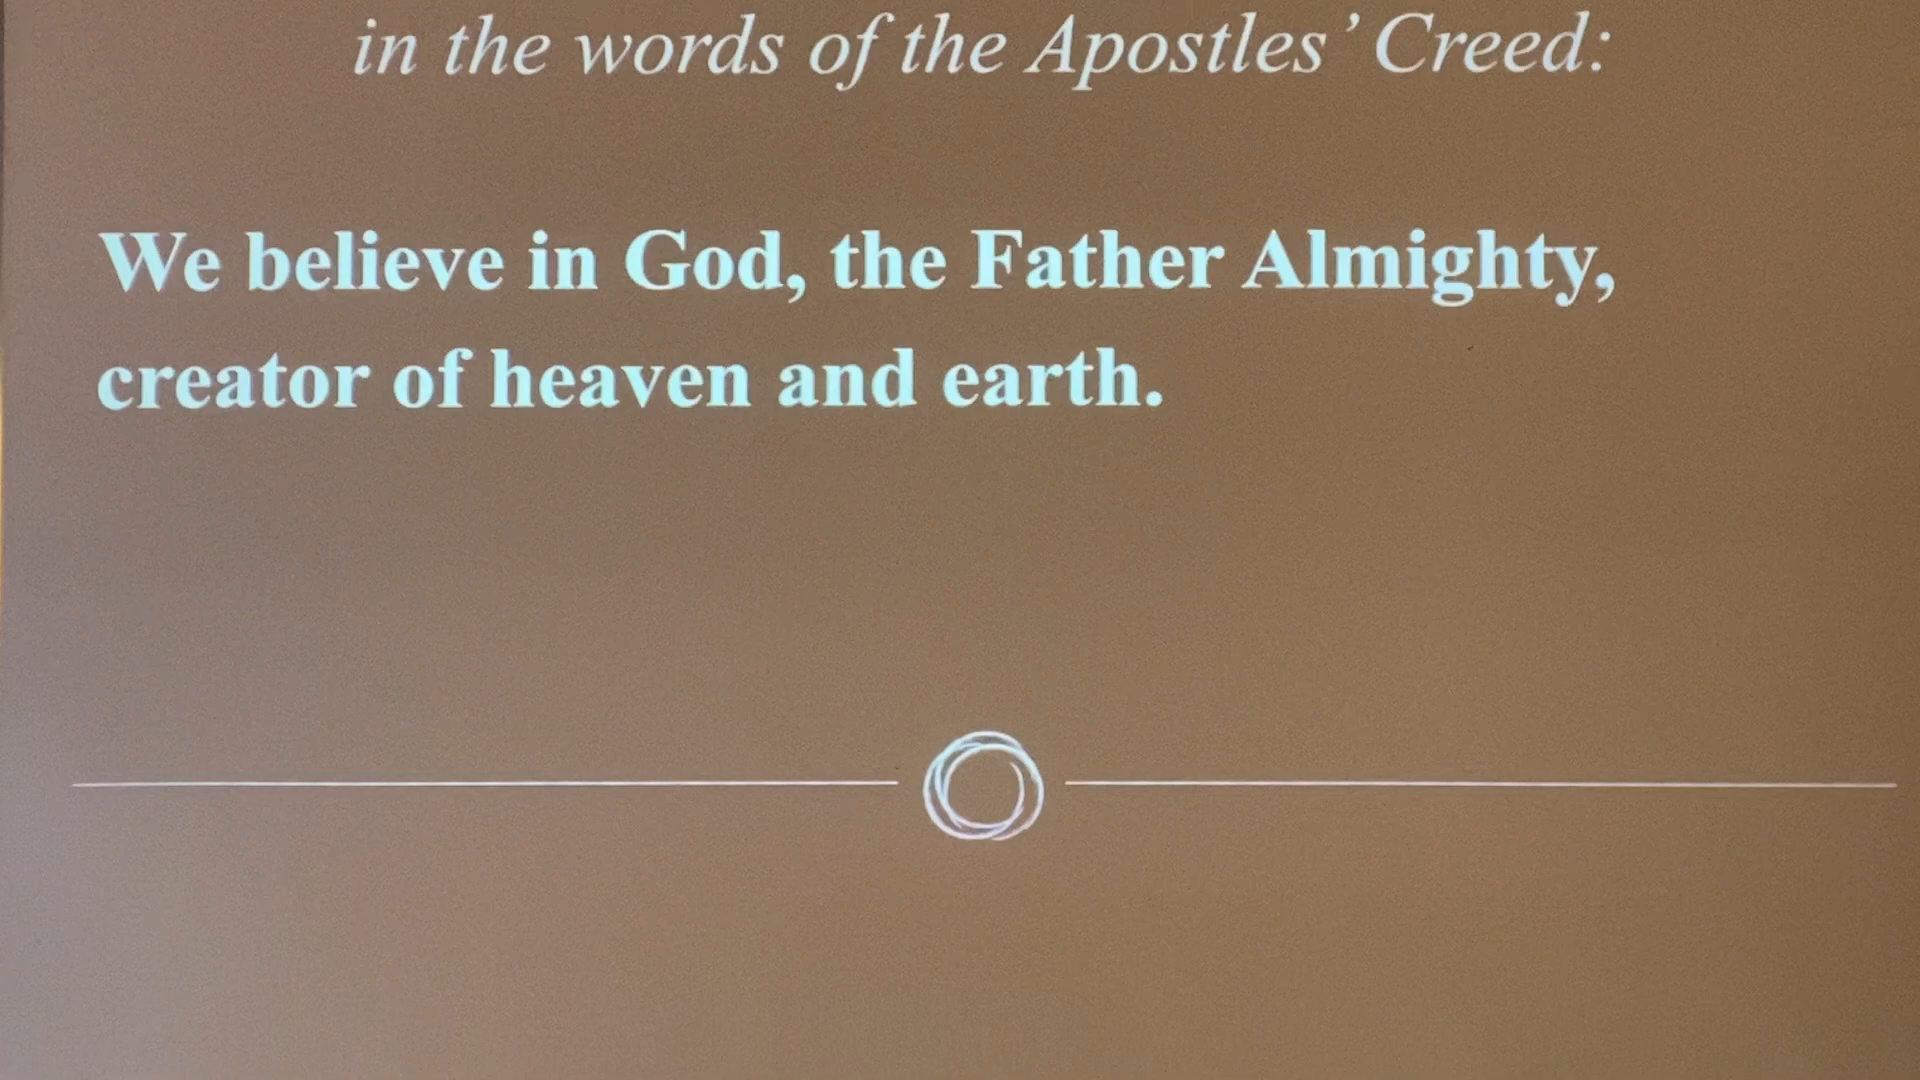 in the words of the Apostles’ Creed:
We believe in God, the Father Almighty,
creator of heaven and earth.